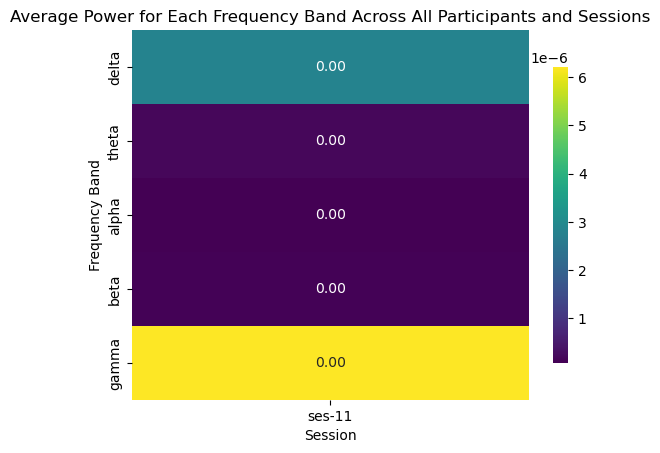 Average Power for Each Frequency Band Across All Participants and Sessions
1e−6
delta
theta
alpha
beta
gamma
Frequency Band
0.00
0.00
0.00
0.00
0.00
6
5
4
3
2
1
ses-11
Session